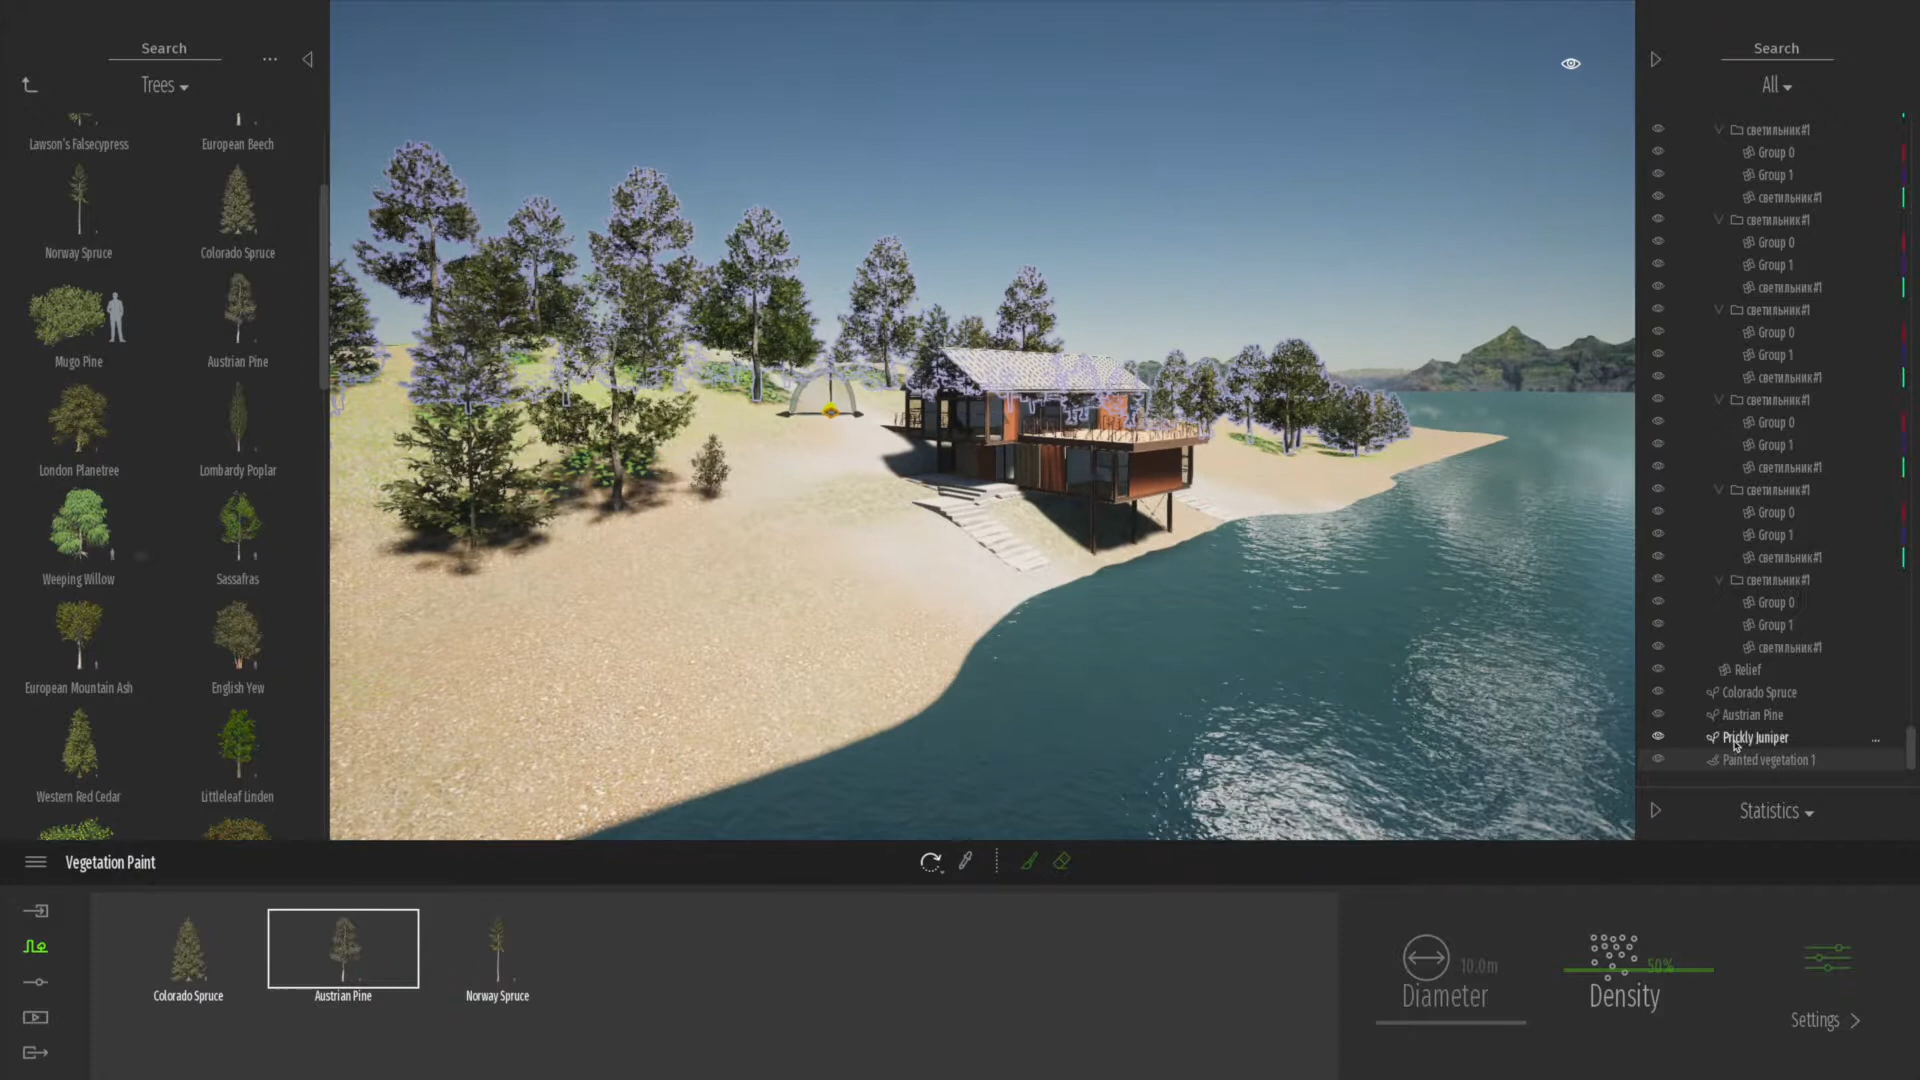 Search
Trees
Lawson's Falsecypress
European Beech
Norway Spruce
Colorado Spruce
Mugo Pine
Austrian Pine
London Planetree
Lombardy Poplar
Weeping Willow
Sassafras
European Mountain Ash
English Yew
Western Red Cedar
Littleleaf Linden
Search
All
светильник#1
Group 0
Group 1
светильник#1
светильник#1
Group 0
Group 1
светильник#1
светильник#1
Group 0
Group 1
светильник#1
светильник#1
Group 0
Group 1
светильник#1
светильник#1
Group 0
Group 1
светильник#1
светильник#1
Group 0
Group 1
светильник#1
Relief
Colorado Spruce
Austrian Pine
Prickly Juniper
Painted vegetation 1
Statistics
Vegetation Paint
Colorado Spruce
Austrian Pine
Norway Spruce
10.0m
Diameter
50%
Density
Settings